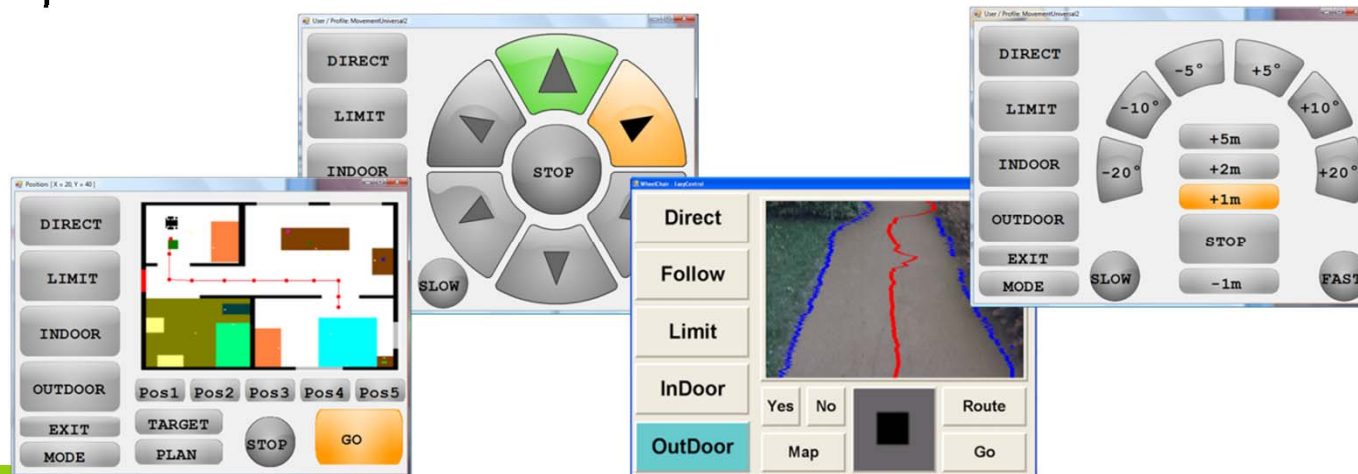 User / Profile: MovementUniversal2
DIRECT
LIMIT
INDOOR
STOP
SLOW
User / Profile: MovementUniversal2
DIRECT
LIMIT
INDOOR
OUTDOOR
EXIT
MODE
-20°
-10°
-5°
+5°
+10°
+20°
+5m
+2m
+1m
STOP
-1m
SLOW
FAST
Position: [ X = 20, Y = 40 ]
DIRECT
LIMIT
INDOOR
OUTDOOR
EXIT
MODE
Pos1 Pos2 Pos3 Pos4 Pos5
TARGET
PLAN
STOP
GO
WheelChair - EasyControl
Direct
Follow
Limit
InDoor
OutDoor
Yes No
Map
Route
Go